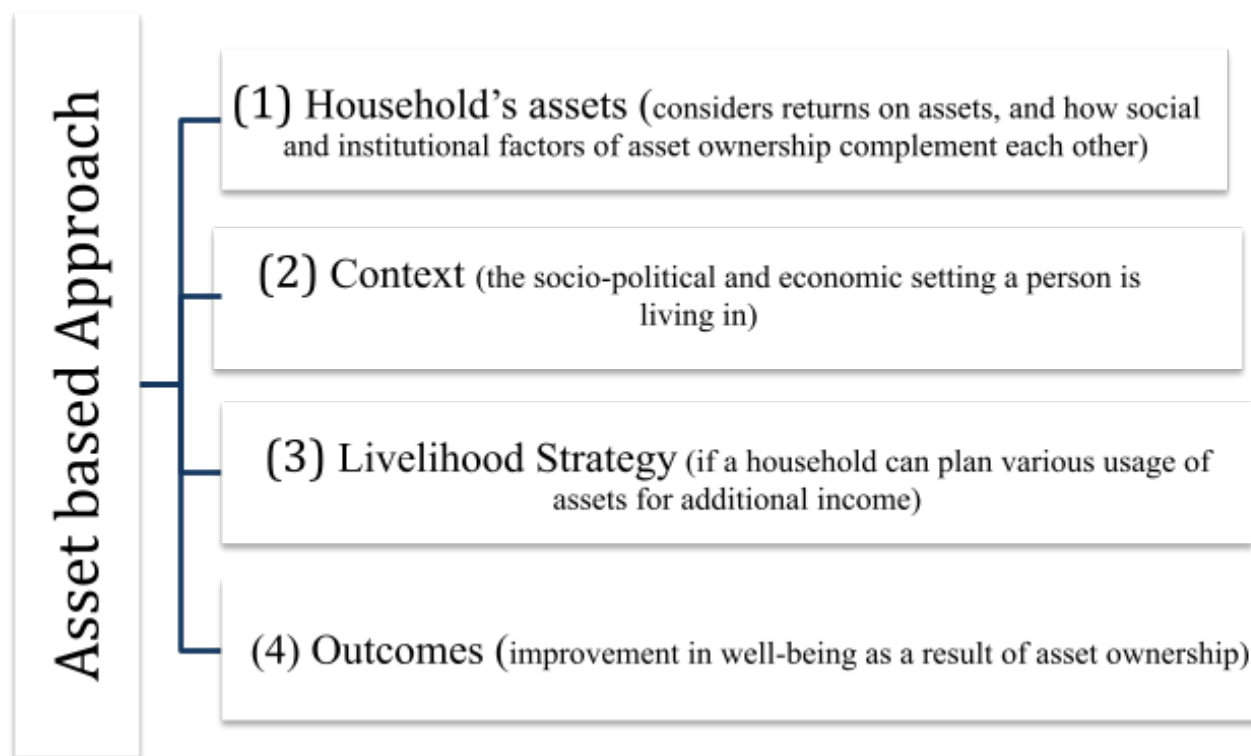 Asset based Approach
(1) Household’s assets (considers returns on assets, and how social
and institutional factors of asset ownership complement each other)
(2) Context (the socio-political and economic setting a person is
living in)
(3) Livelihood Strategy (if a household can plan various usage of
assets for additional income)
(4) Outcomes (improvement in well-being as a result of asset ownership)